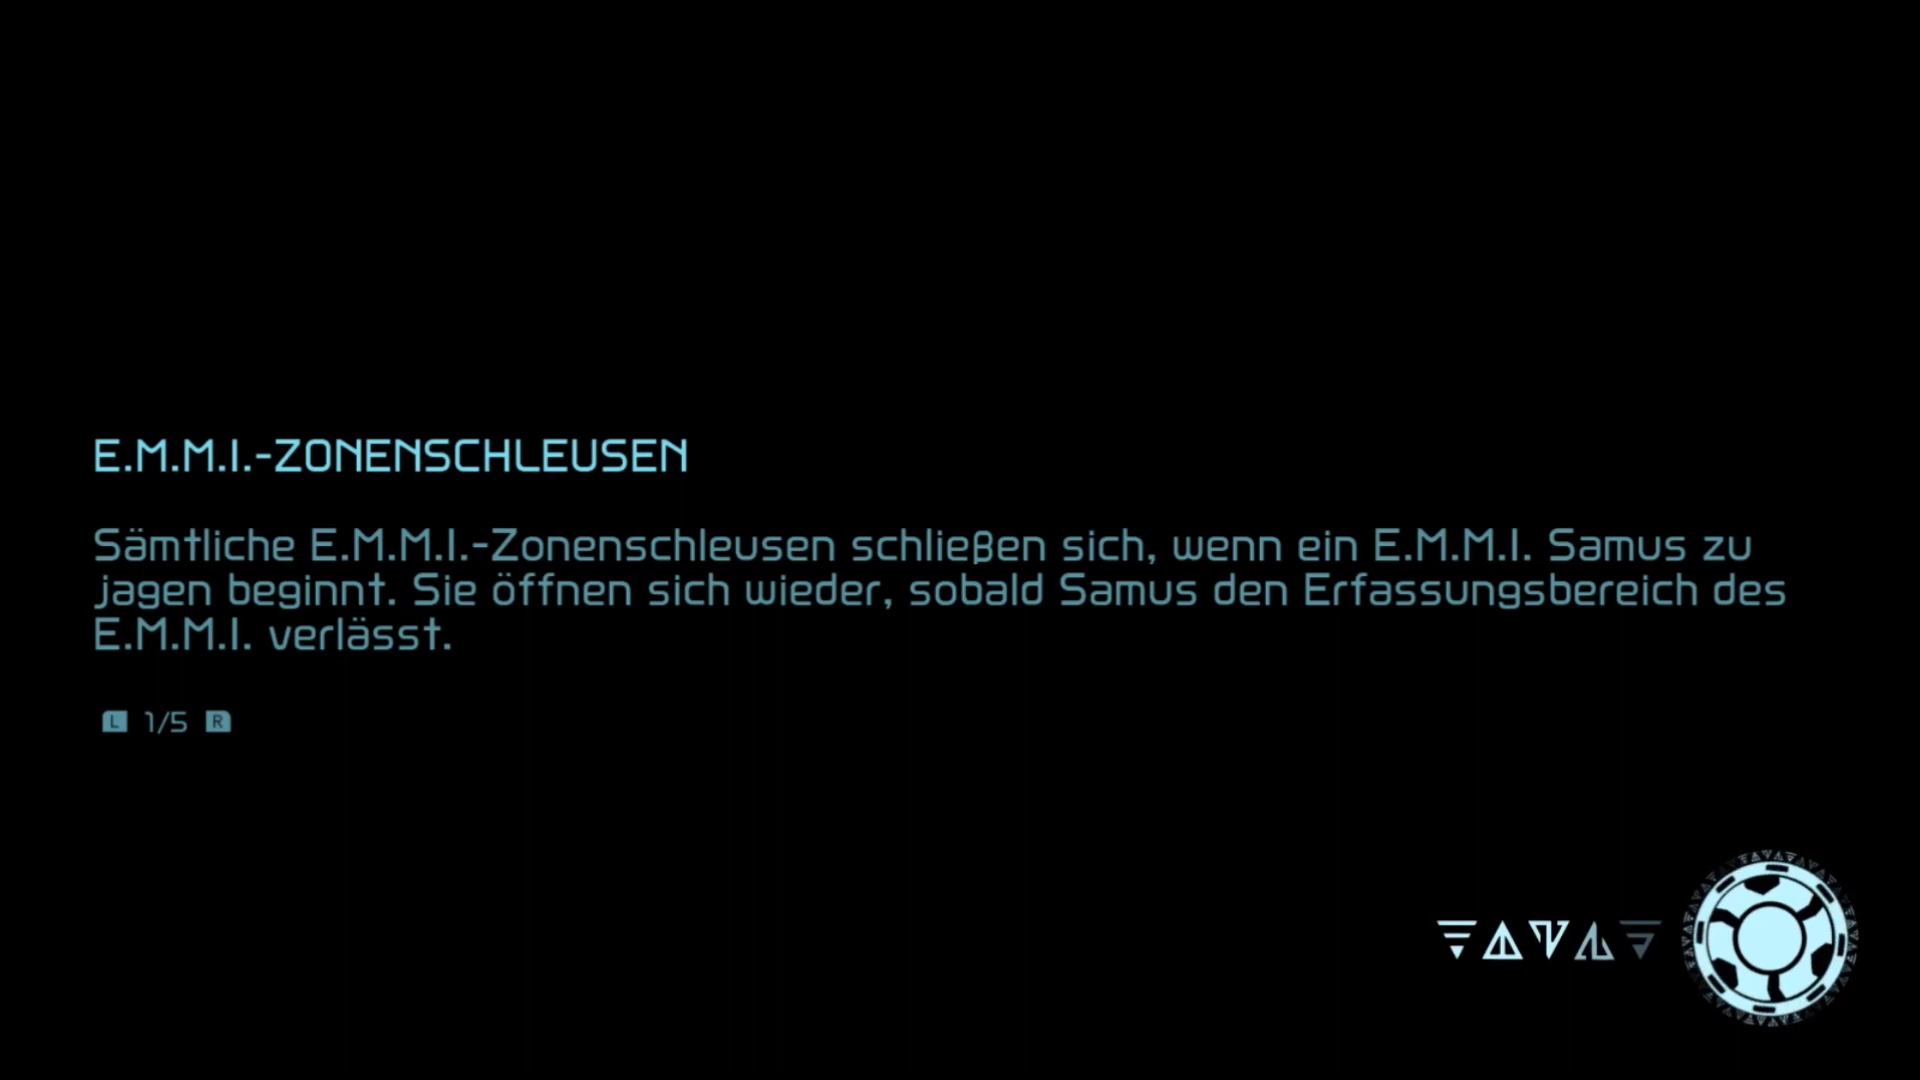 E.M.M.I.-ZONENSCHLEUSEN
Sämtliche E.M.M.I.-Zonenschleusen schließen sich, wenn ein E.M.M.I. Samus zu
jagen beginnt. Sie öffnen sich wieder, sobald Samus den Erfassungsbereich des
E.M.M.I. verlässt.
L 1/5 R